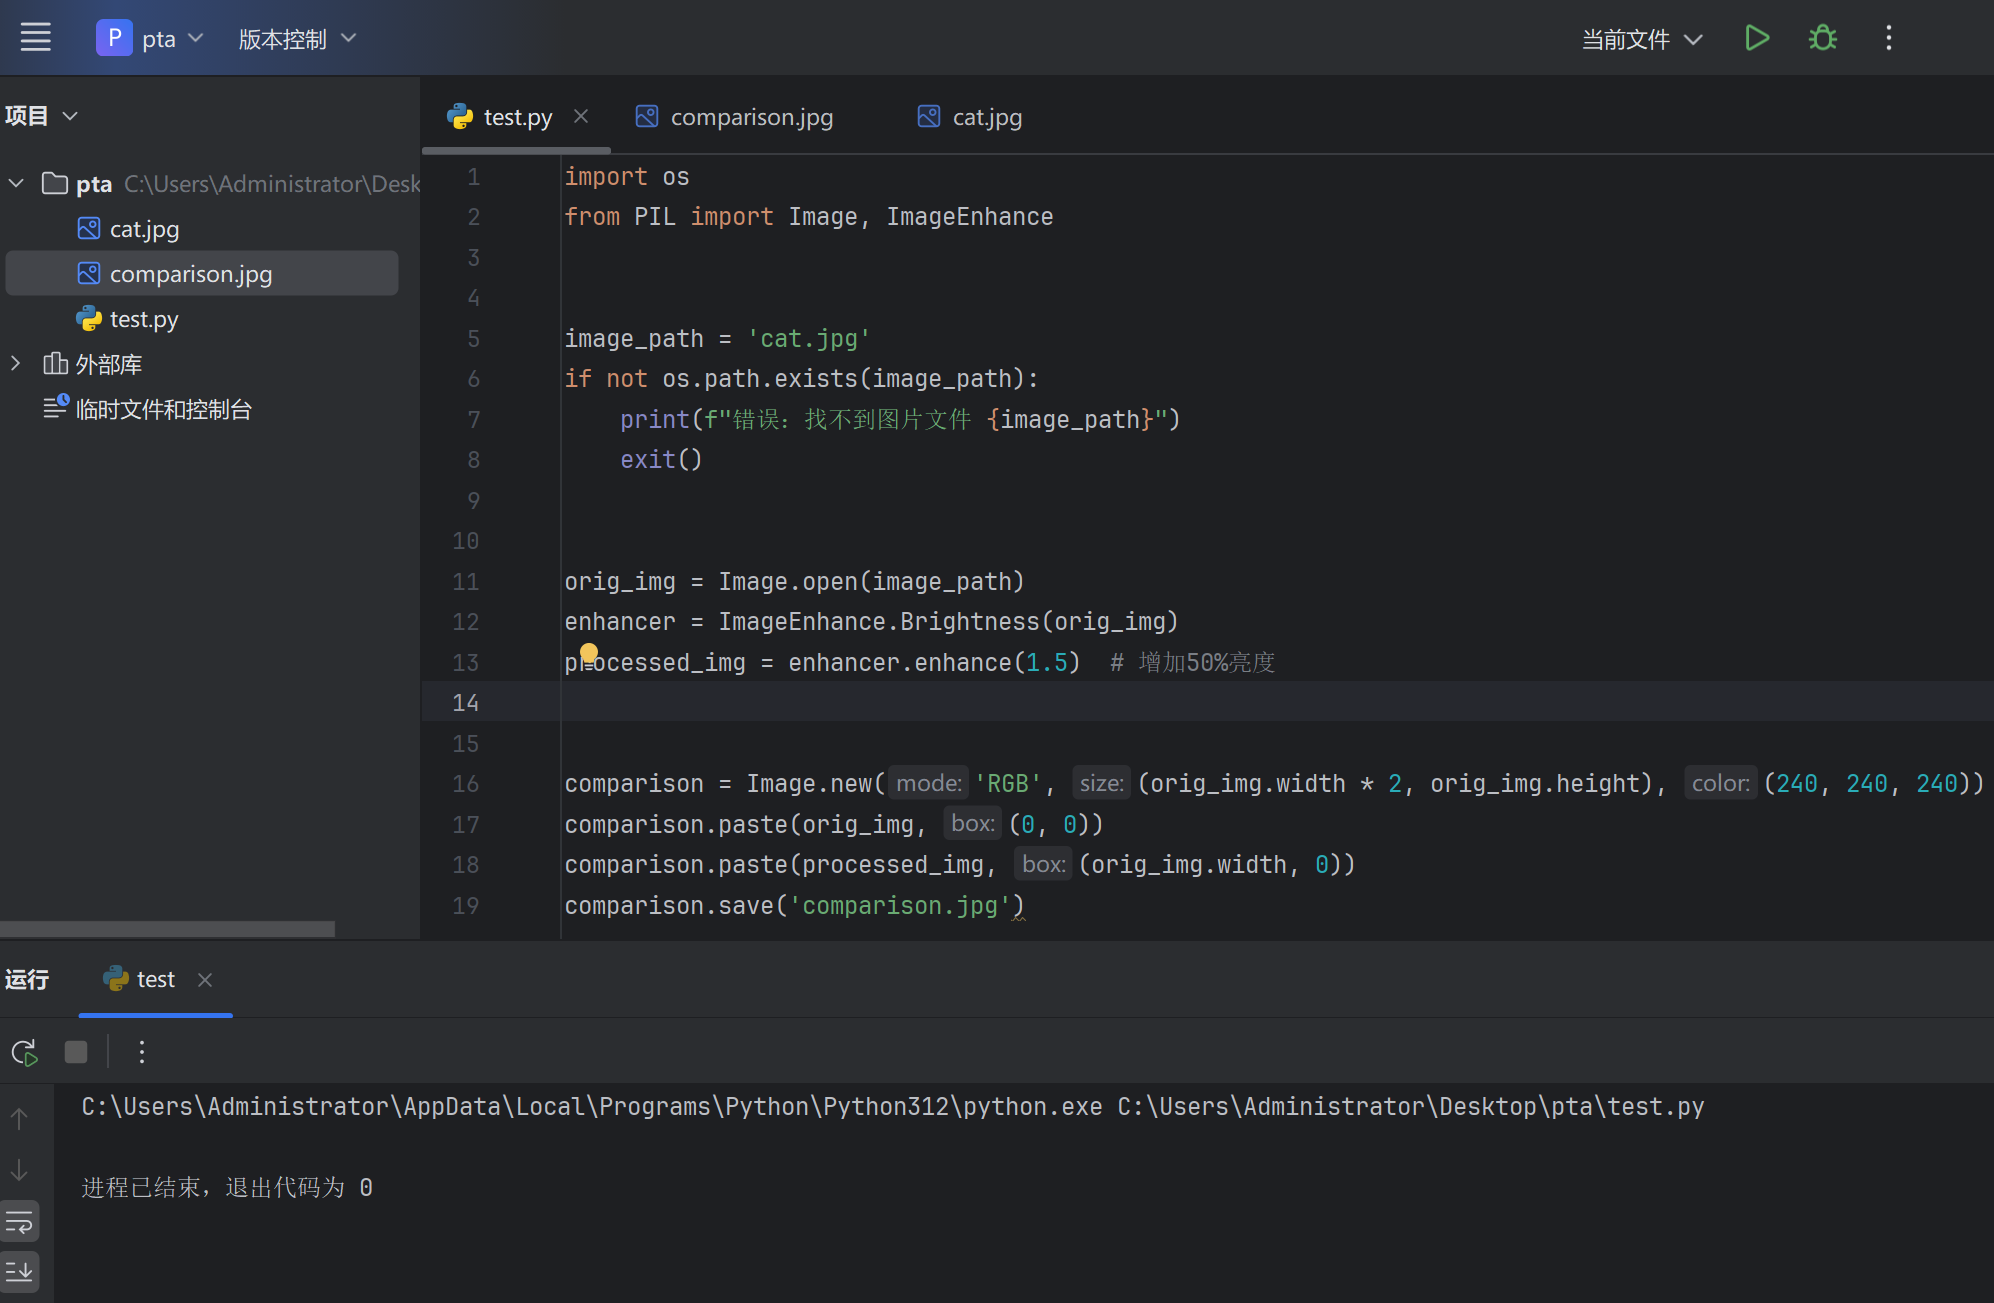 P pta 版本控制 当前文件
项目
test.py comparison.jpg cat.jpg
pta C:\Users\Administrator\Desk
cat.jpg
comparison.jpg
test.py
外部库
临时文件和控制台
1 import os
2 from PIL import Image, ImageEnhance
3
4
5 image_path = 'cat.jpg'
6 if not os.path.exists(image_path):
7 print(f"错误：找不到图片文件 {image_path}")
8 exit()
9
10
11 orig_img = Image.open(image_path)
12 enhancer = ImageEnhance.Brightness(orig_img)
13 processed_img = enhancer.enhance(1.5) # 增加50%亮度
14
15
16 comparison = Image.new( mode: 'RGB', size: (orig_img.width * 2, orig_img.height), color: (240, 240, 240))
17 comparison.paste(orig_img, box: (0, 0))
18 comparison.paste(processed_img, box: (orig_img.width, 0))
19 comparison.save('comparison.jpg')
运行 test
C:\Users\Administrator\AppData\Local\Programs\Python\Python312\python.exe C:\Users\Administrator\Desktop\pta\test.py
进程已结束，退出代码为 0